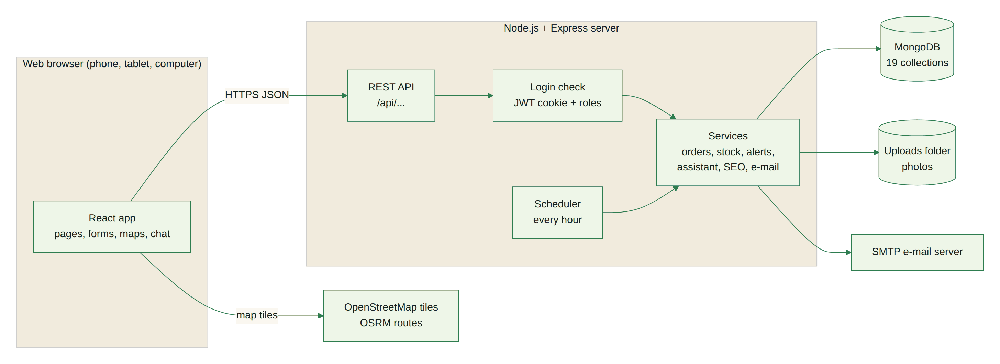 Web browser (phone, tablet, computer)
React app
pages, forms, maps, chat
HTTPS JSON
map tiles
Node.js + Express server
REST API
/api/...
Login check
JWT cookie + roles
Services
orders, stock, alerts,
assistant, SEO, e-mail
Scheduler
every hour
OpenStreetMap tiles
OSRM routes
MongoDB
19 collections
Uploads folder
photos
SMTP e-mail server